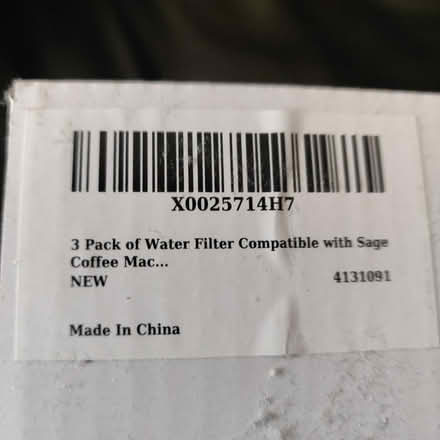 X0025714H7
3 Pack of Water Filter Compatible with Sage
Coffee Mac...
NEW 4131091
Made In China